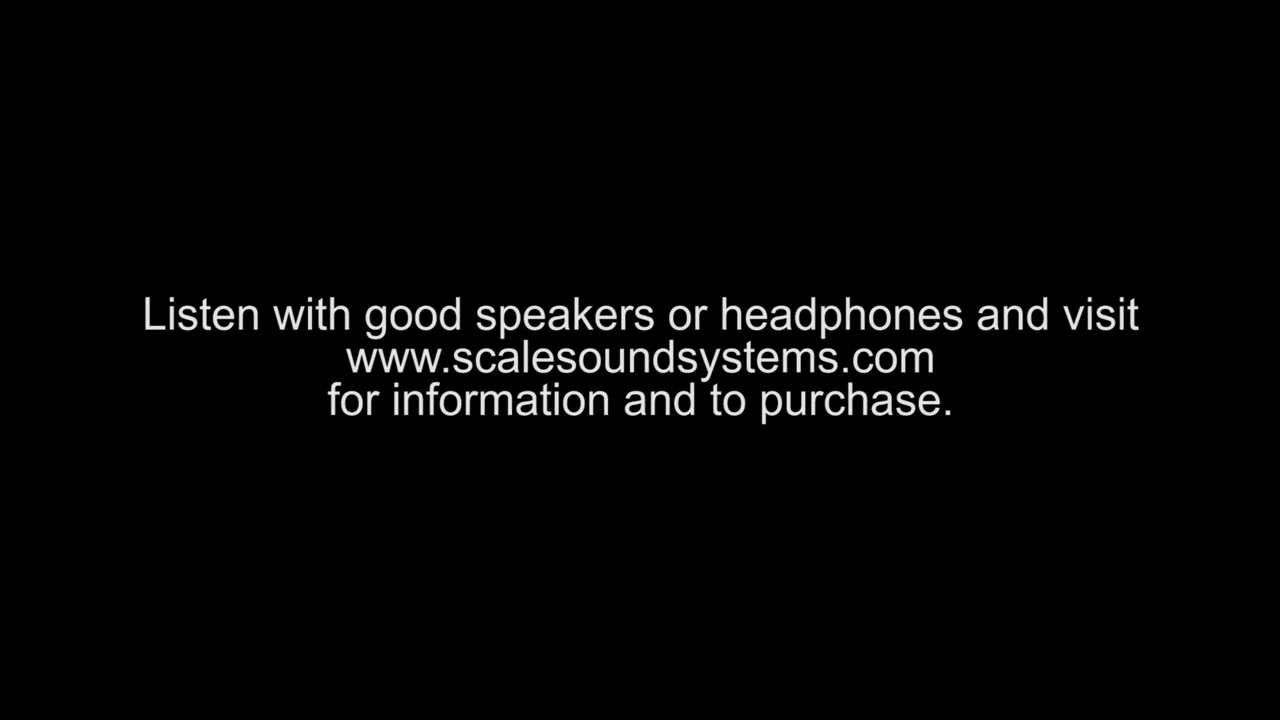 Listen with good speakers or headphones and visit
www.scalesoundsystems.com
for information and to purchase.